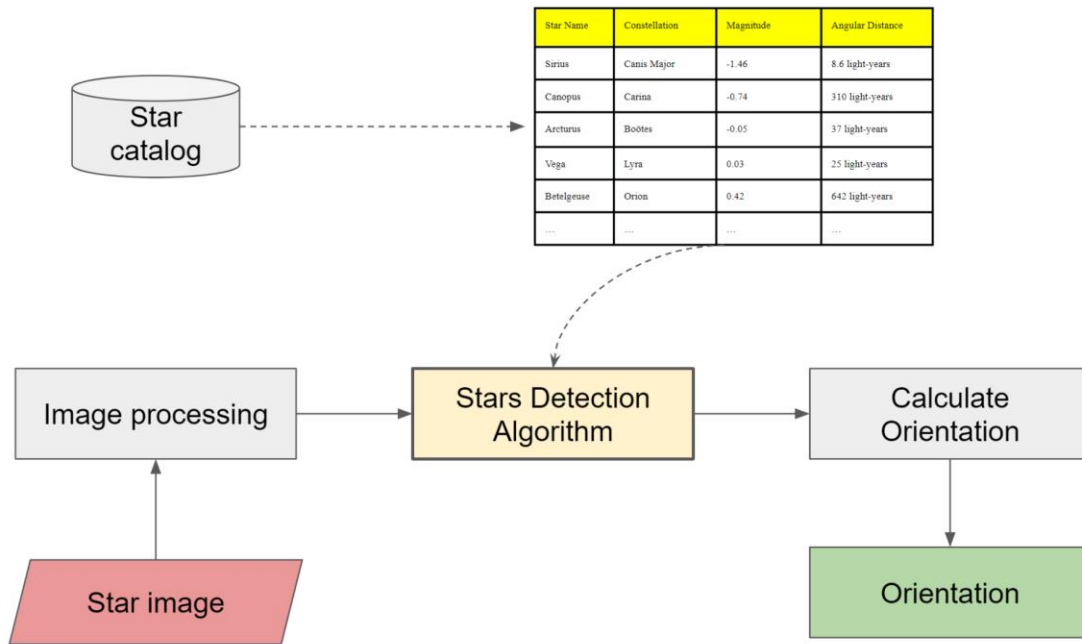 Star Name Constellation Magnitude Angular Distance
Sirius Canis Major -1.46 8.6 light-years
Canopus Carina -0.74 310 light-years
Arcturus Boötes -0.05 37 light-years
Vega Lyra 0.03 25 light-years
Betelgeuse Orion 0.42 642 light-years
... ... ... ...
Star
catalog
Image processing
Stars Detection
Algorithm
Calculate
Orientation
Star image
Orientation